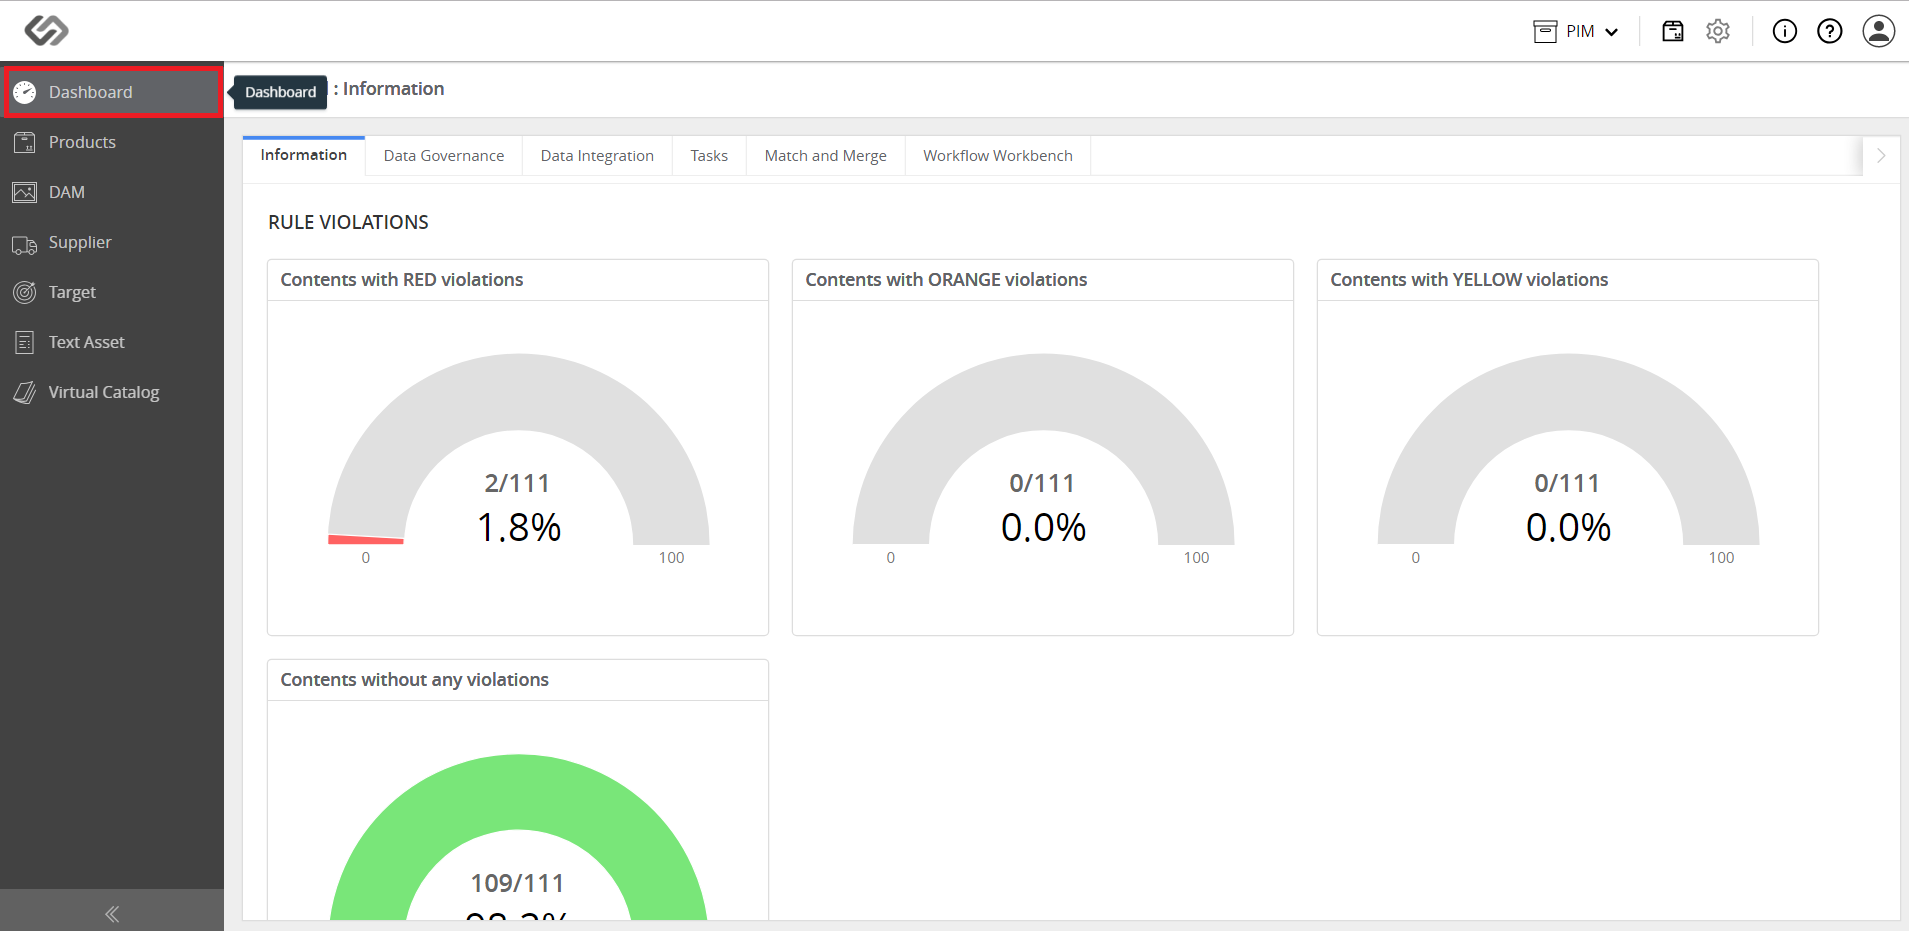 PIM
Dashboard
Products
DAM
Supplier
Target
Text Asset
Virtual Catalog
Dashboard : Information
Information Data Governance Data Integration Tasks Match and Merge Workflow Workbench
RULE VIOLATIONS
Contents with RED violations
2/111
1.8%
0 100
Contents with ORANGE violations
0/111
0.0%
0 100
Contents with YELLOW violations
0/111
0.0%
0 100
Contents without any violations
109/111